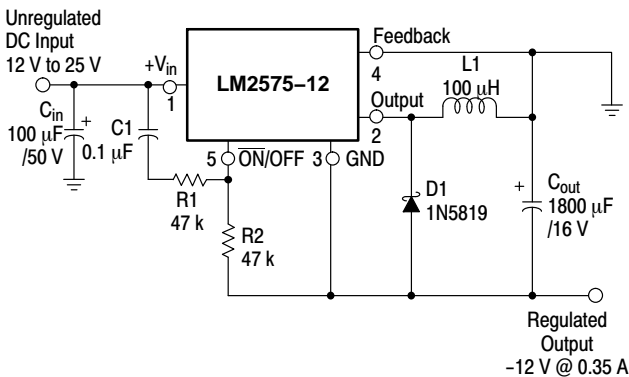 Unregulated
DC Input
12 V to 25 V
+Vin
1
LM2575–12
Feedback
4
L1
100 μH
Output
2
Cin
100 μF
/50 V
+
C1
0.1 μF
5
ON/OFF
3
GND
R1
47 k
R2
47 k
D1
1N5819
+
Cout
1800 μF
/16 V
Regulated
Output
–12 V @ 0.35 A